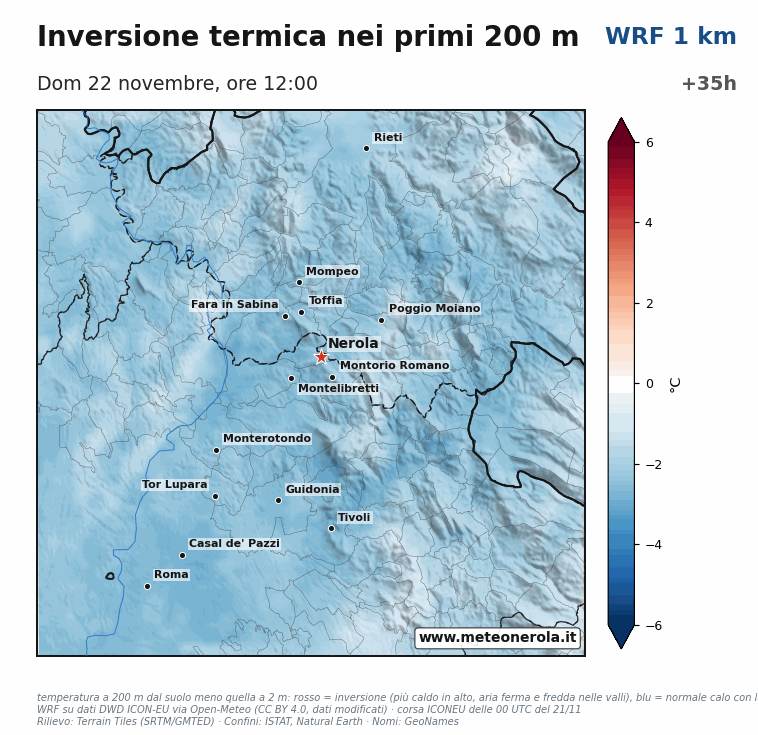 Inversione termica nei primi 200 m WRF 1 km
Dom 22 novembre, ore 12:00 +35h
Rieti
Mompeo
Toffia
Fara in Sabina
Poggio Moiano
Nerola
Montorio Romano
Montelibretti
Monterotondo
Tor Lupara
Guidonia
Tivoli
Casal de' Pazzi
Roma
www.meteonerola.it
6
4
2
0
−2
−4
−6
°C
temperatura a 200 m dal suolo meno quella a 2 m: rosso = inversione (più caldo in alto, aria ferma e fredda nelle valli), blu = normale calo con l
WRF su dati DWD ICON-EU via Open-Meteo (CC BY 4.0, dati modificati) · corsa ICONEU delle 00 UTC del 21/11
Rilievo: Terrain Tiles (SRTM/GMTED) · Confini: ISTAT, Natural Earth · Nomi: GeoNames